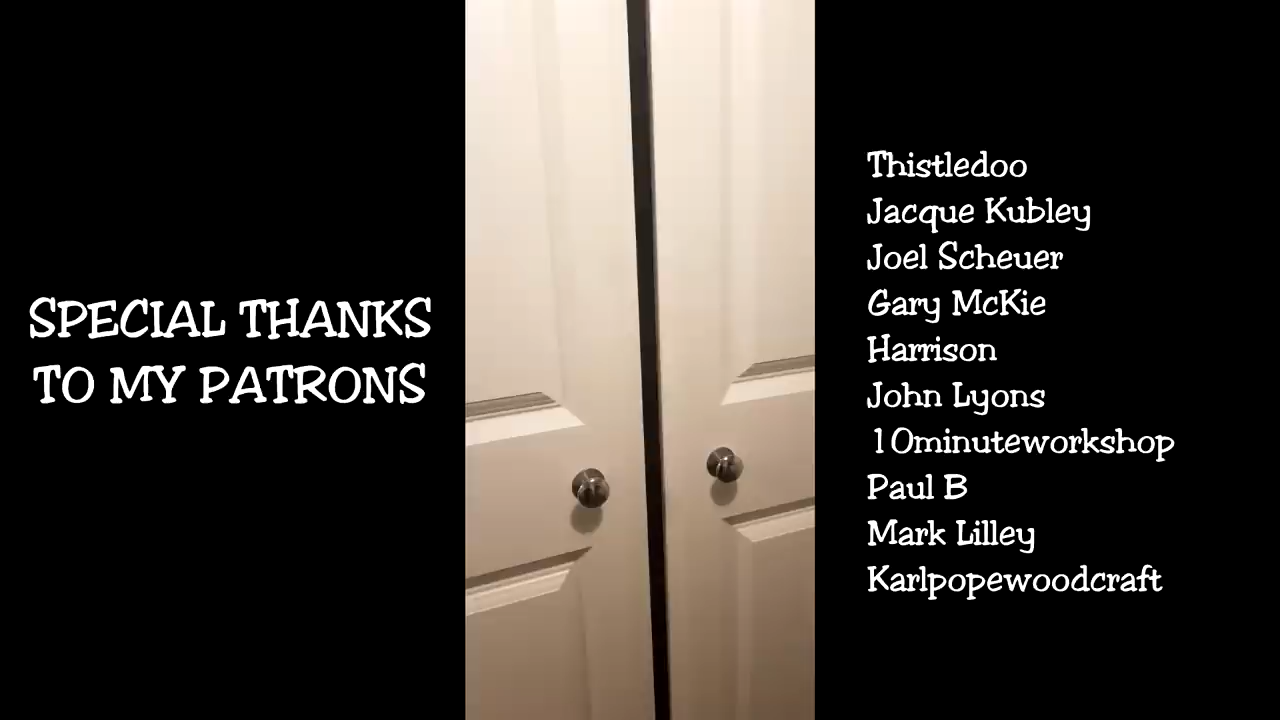 SPECIAL THANKS
TO MY PATRONS
Thistledoo
Jacque Kubley
Joel Scheuer
Gary McKie
Harrison
John Lyons
10minuteworkshop
Paul B
Mark Lilley
Karlpopewoodcraft